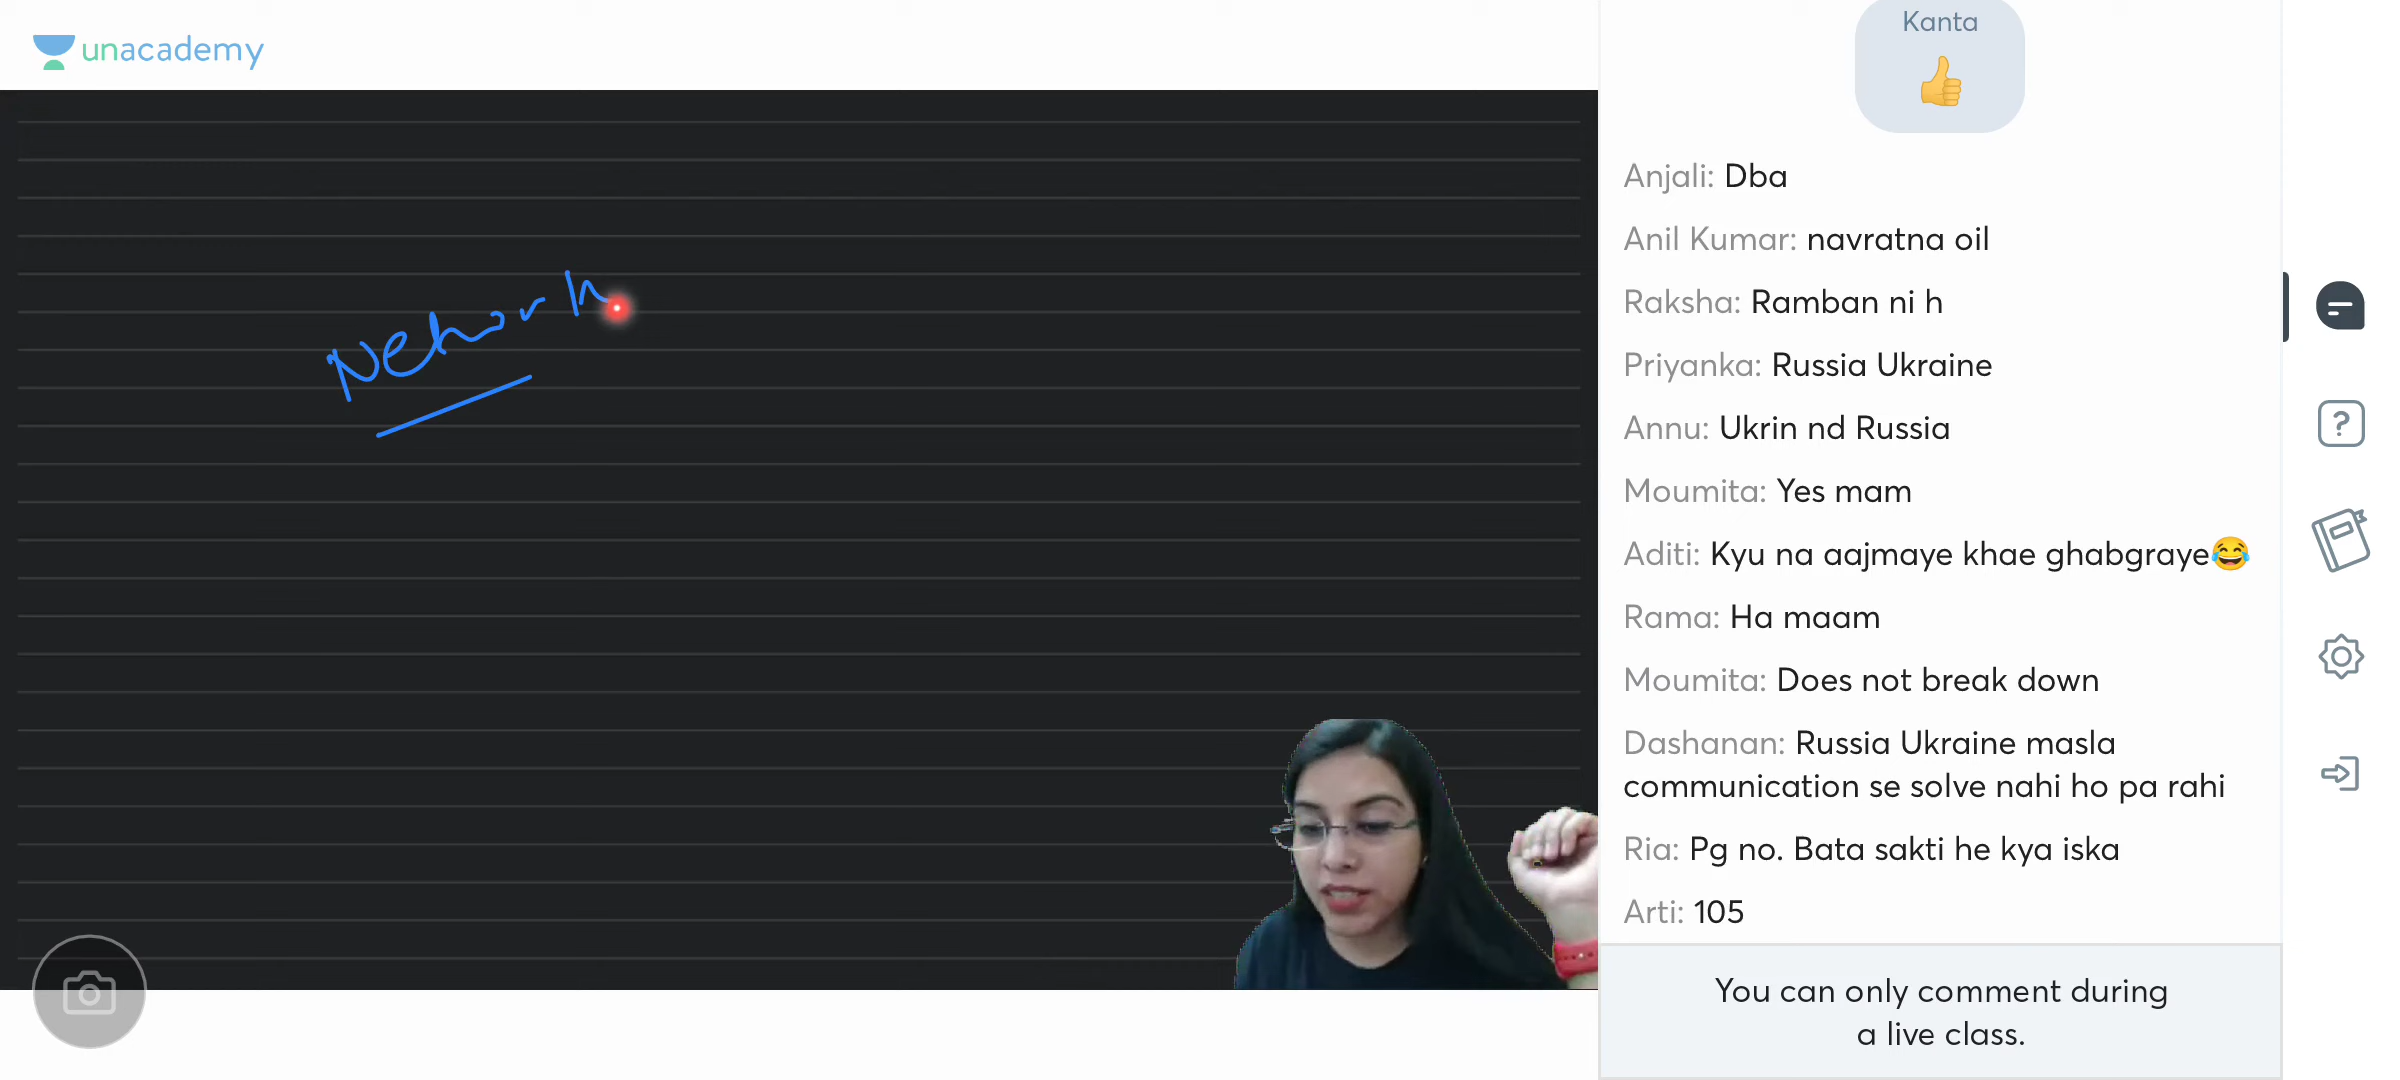 unacademy
Kanta
👍
Anjali: Dba
Anil Kumar: navratna oil
Raksha: Ramban ni h
Priyanka: Russia Ukraine
Annu: Ukrin nd Russia
Moumita: Yes mam
Aditi: Kyu na aajmaye khae ghabgraye😂
Rama: Ha maam
Moumita: Does not break down
Dashanan: Russia Ukraine masla
communication se solve nahi ho pa rahi
Ria: Pg no. Bata sakti he kya iska
Arti: 105
You can only comment during
a live class.